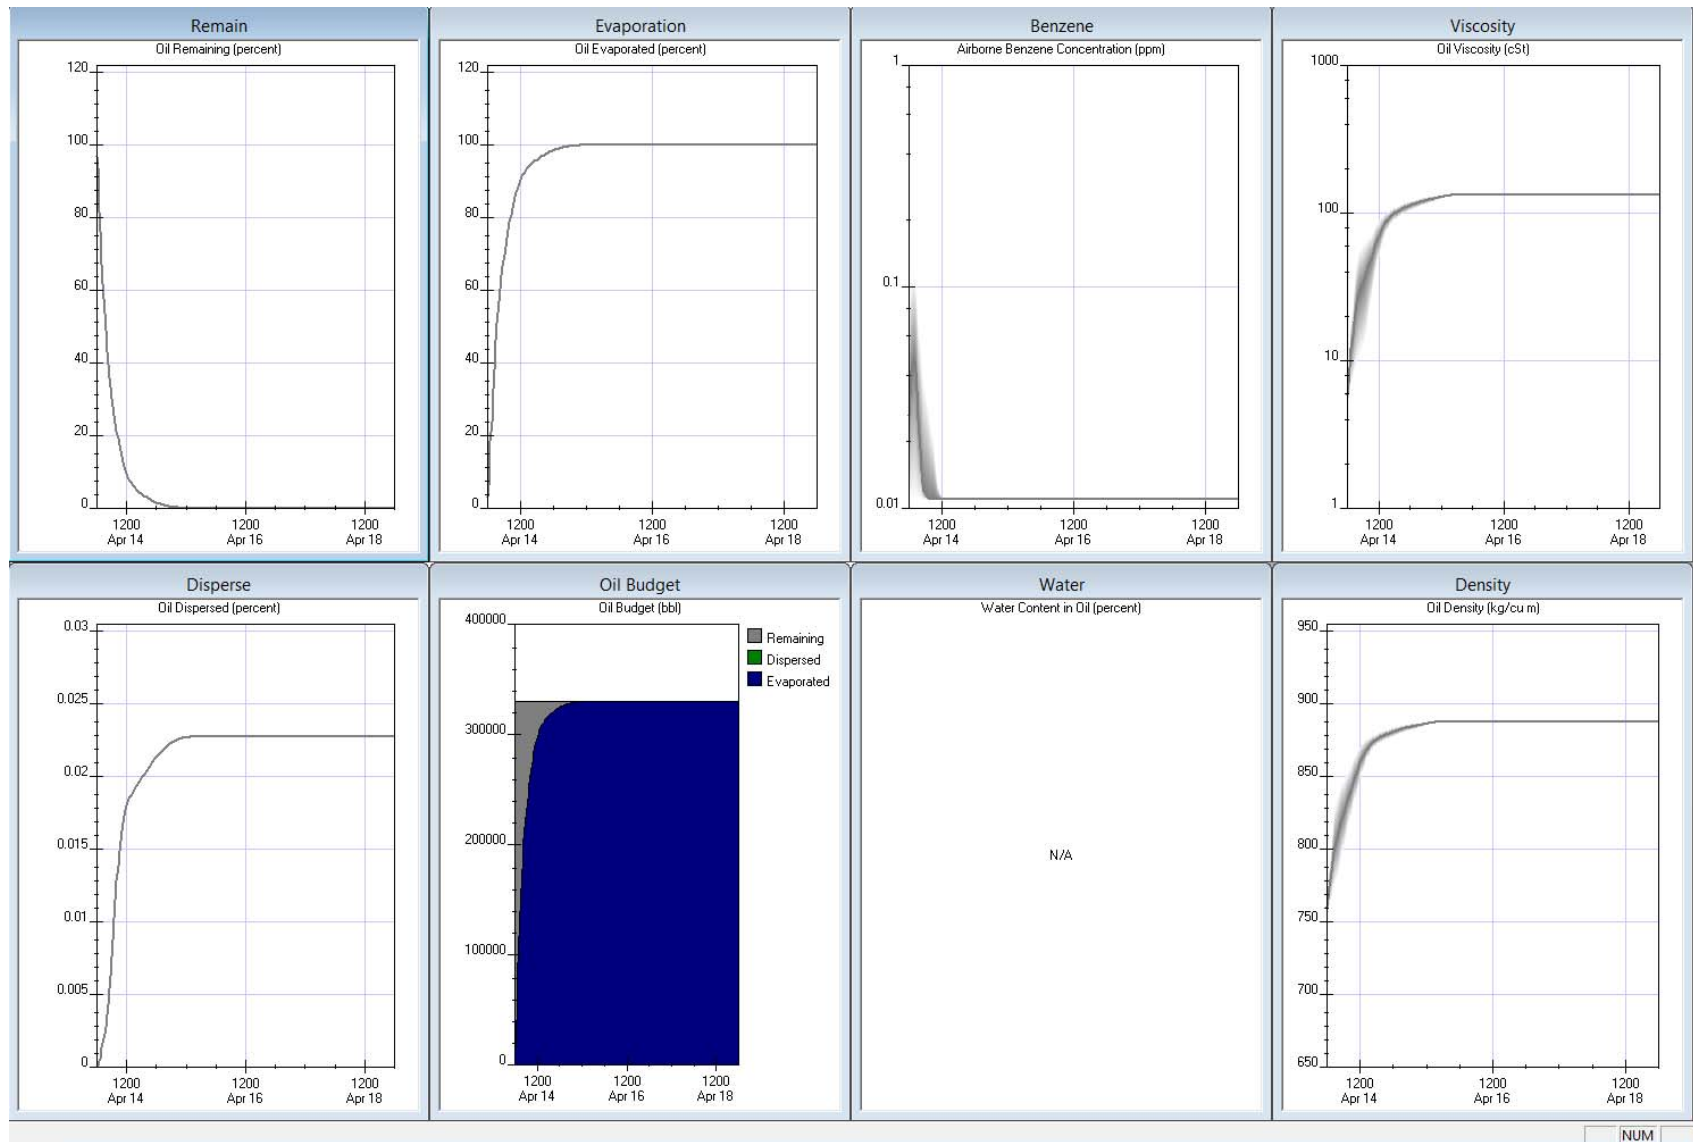 Remain
Oil Remaining (percent)
120
100
80
60
40
20
0
1200 1200 1200
Apr 14 Apr 16 Apr 18
Evaporation
Oil Evaporated (percent)
120
100
80
60
40
20
0
1200 1200 1200
Apr 14 Apr 16 Apr 18
Benzene
Airborne Benzene Concentration (ppm)
1
0.1
0.01
1200 1200 1200
Apr 14 Apr 16 Apr 18
Viscosity
Oil Viscosity (cSt)
1000
100
10
1
1200 1200 1200
Apr 14 Apr 16 Apr 18
Disperse
Oil Dispersed (percent)
0.03
0.025
0.02
0.015
0.01
0.005
0
1200 1200 1200
Apr 14 Apr 16 Apr 18
Oil Budget
Oil Budget (bbl)
400000
300000
200000
100000
0
1200 1200 1200
Apr 14 Apr 16 Apr 18
Remaining
Dispersed
Evaporated
Water
Water Content in Oil (percent)
N/A
Density
Oil Density (kg/cu m)
950
900
850
800
750
700
650
1200 1200 1200
Apr 14 Apr 16 Apr 18
NUM